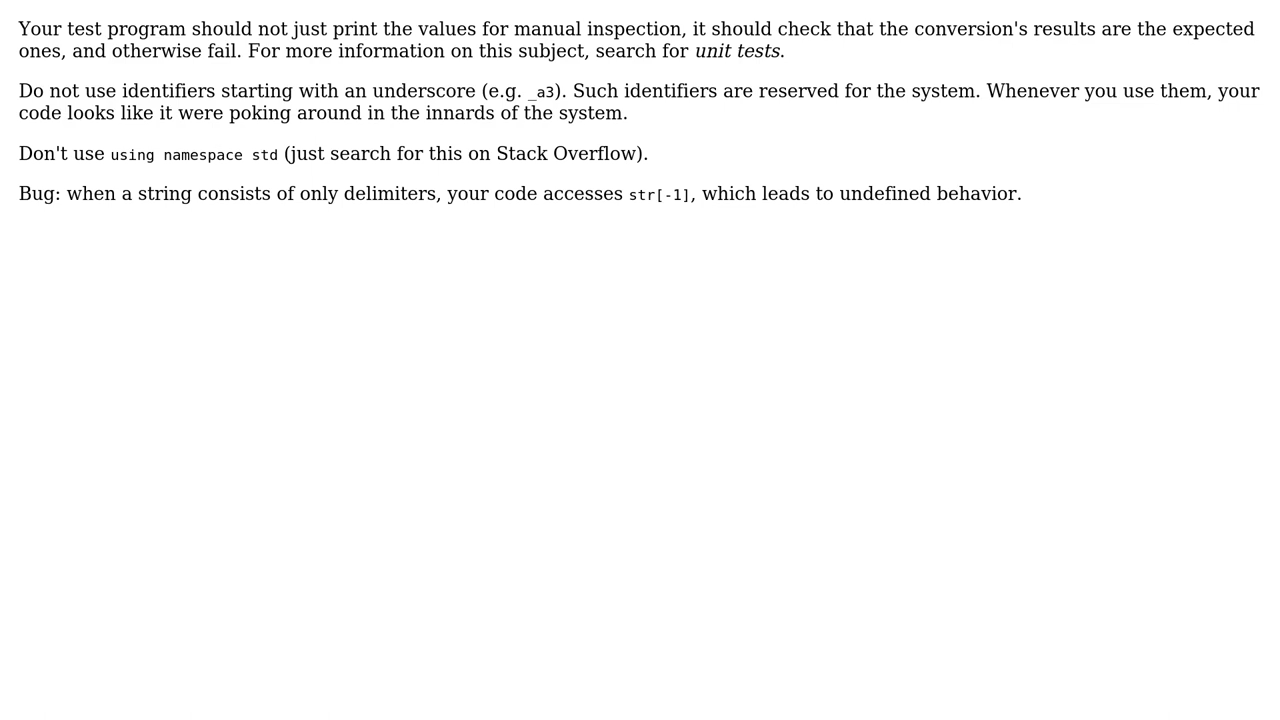 Your test program should not just print the values for manual inspection, it should check that the conversion's results are the expected
ones, and otherwise fail. For more information on this subject, search for unit tests.
Do not use identifiers starting with an underscore (e.g. _a3). Such identifiers are reserved for the system. Whenever you use them, your
code looks like it were poking around in the innards of the system.
Don't use using namespace std (just search for this on Stack Overflow).
Bug: when a string consists of only delimiters, your code accesses str[-1], which leads to undefined behavior.